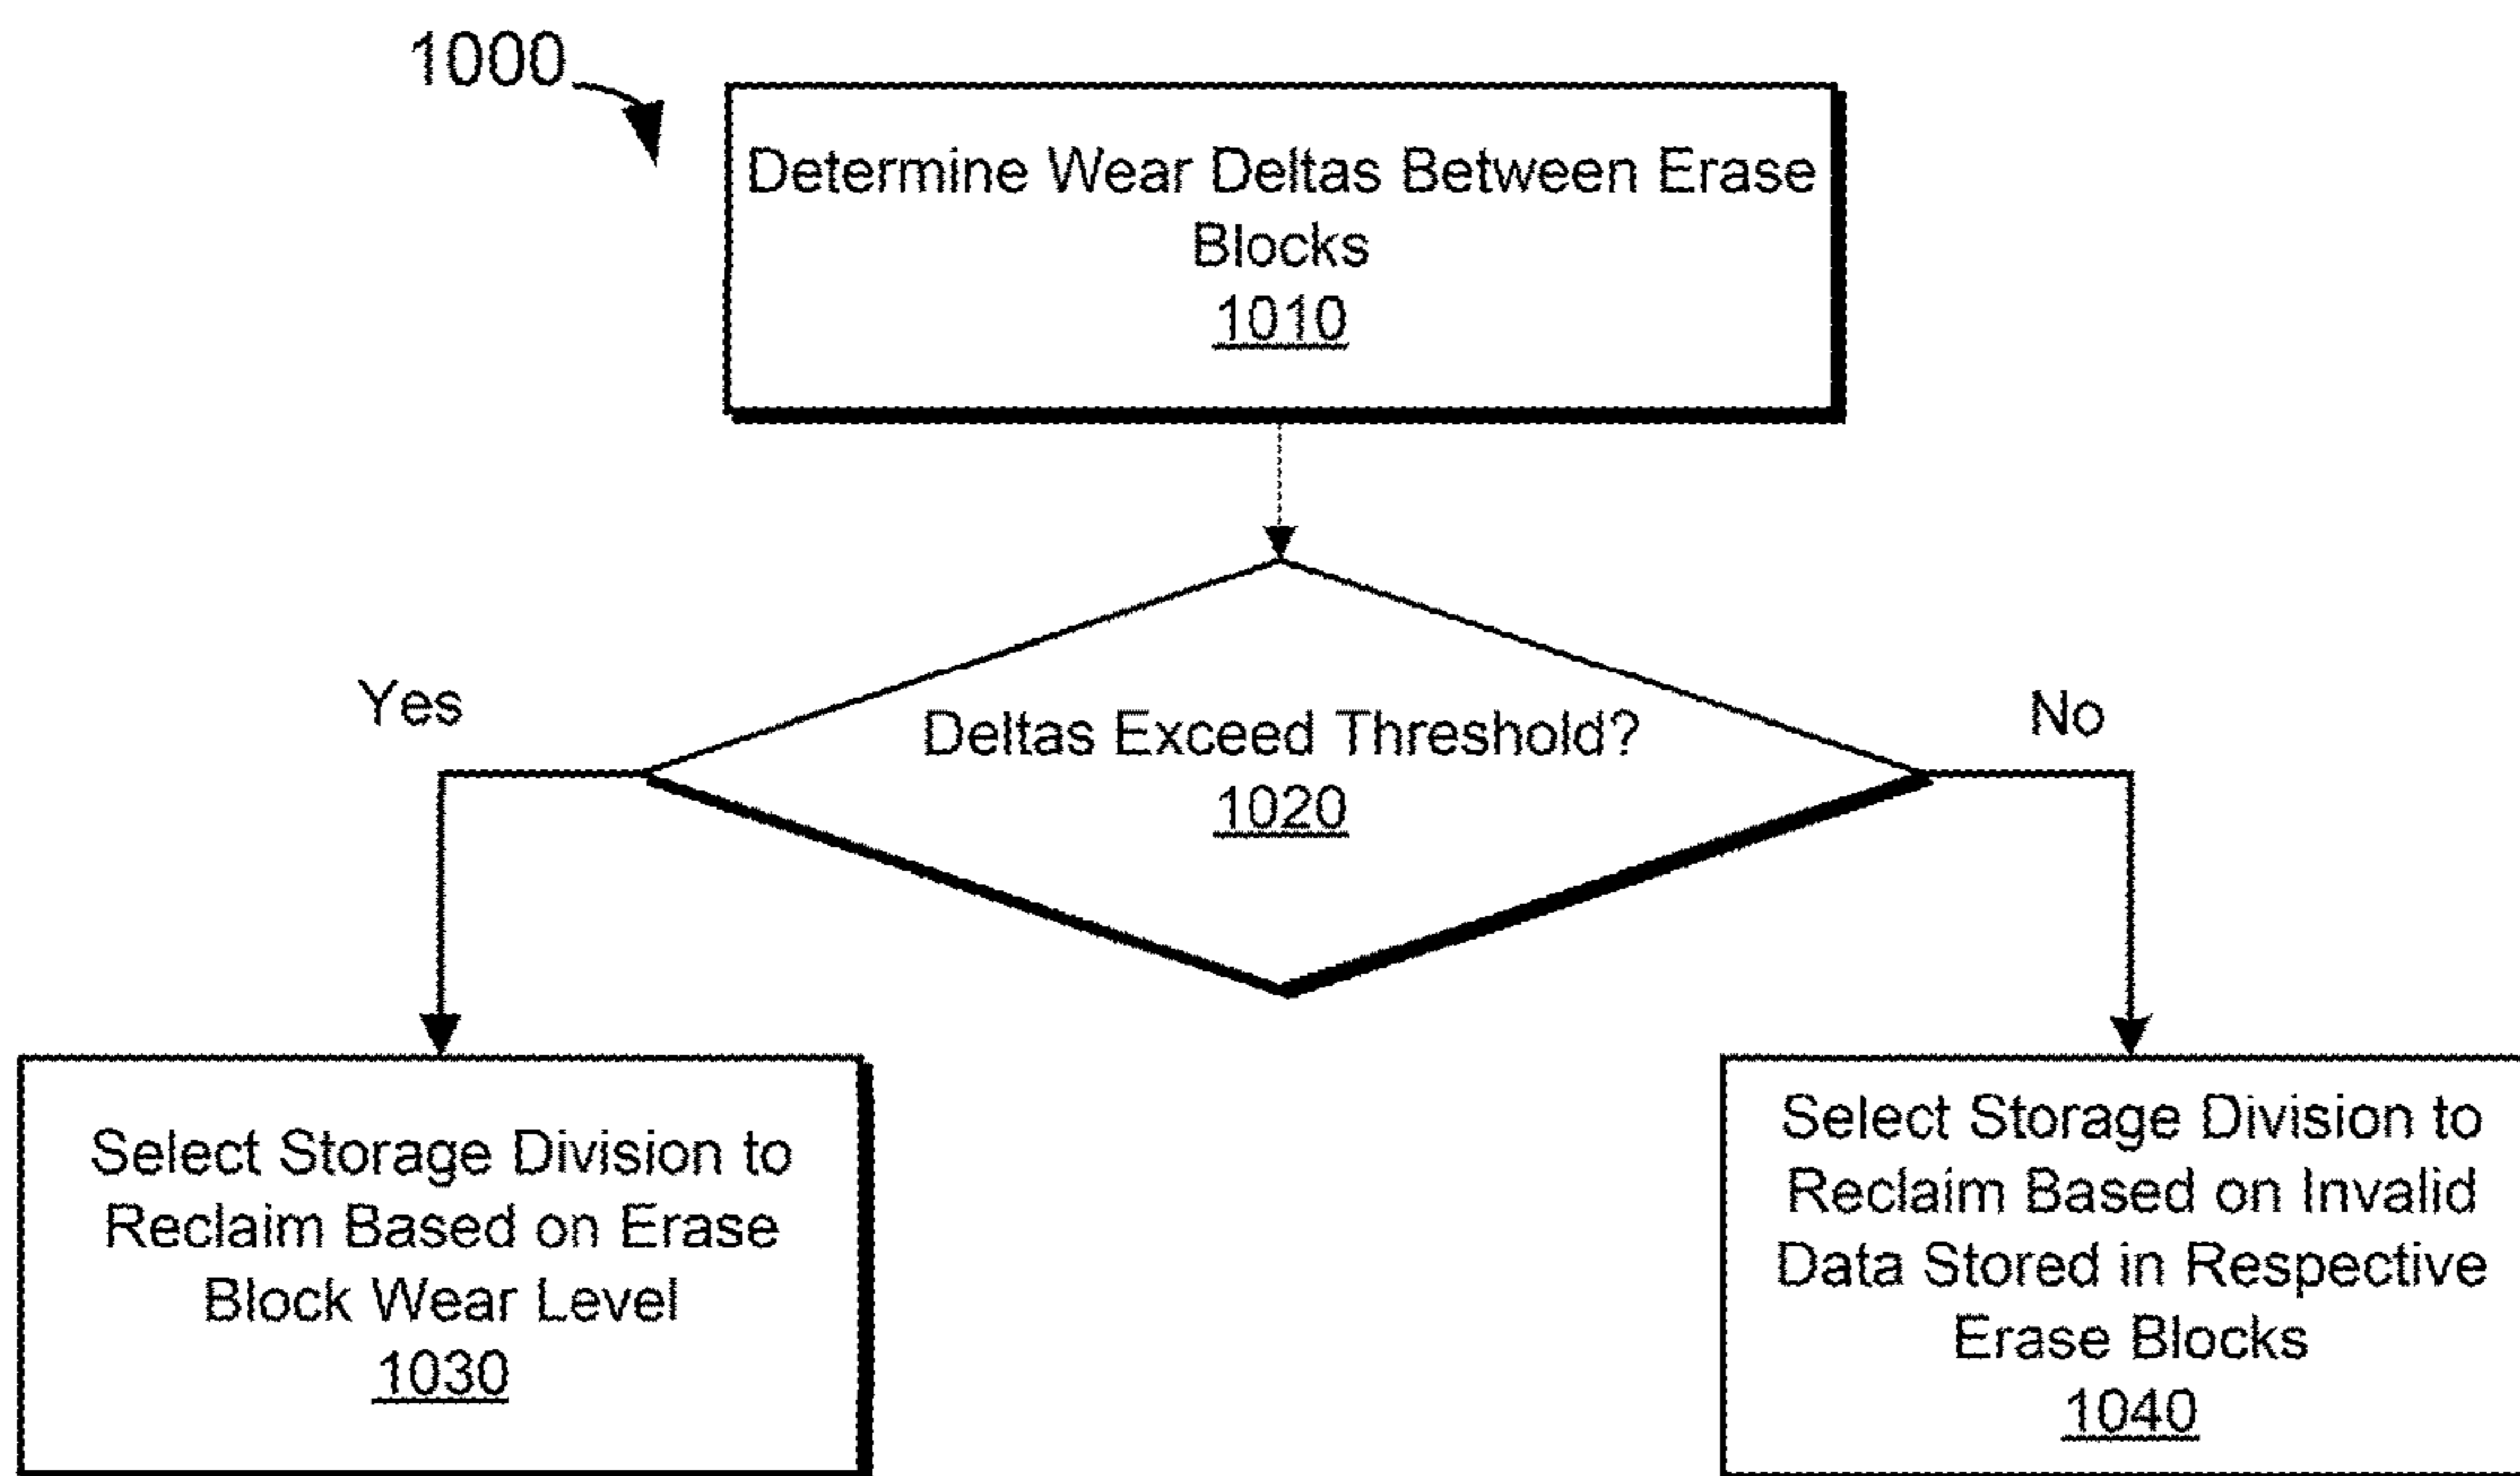 1000
Determine Wear Deltas Between Erase
Blocks
1010
Yes
Deltas Exceed Threshold?
1020
No
Select Storage Division to
Reclaim Based on Erase
Block Wear Level
1030
Select Storage Division to
Reclaim Based on Invalid
Data Stored in Respective
Erase Blocks
1040